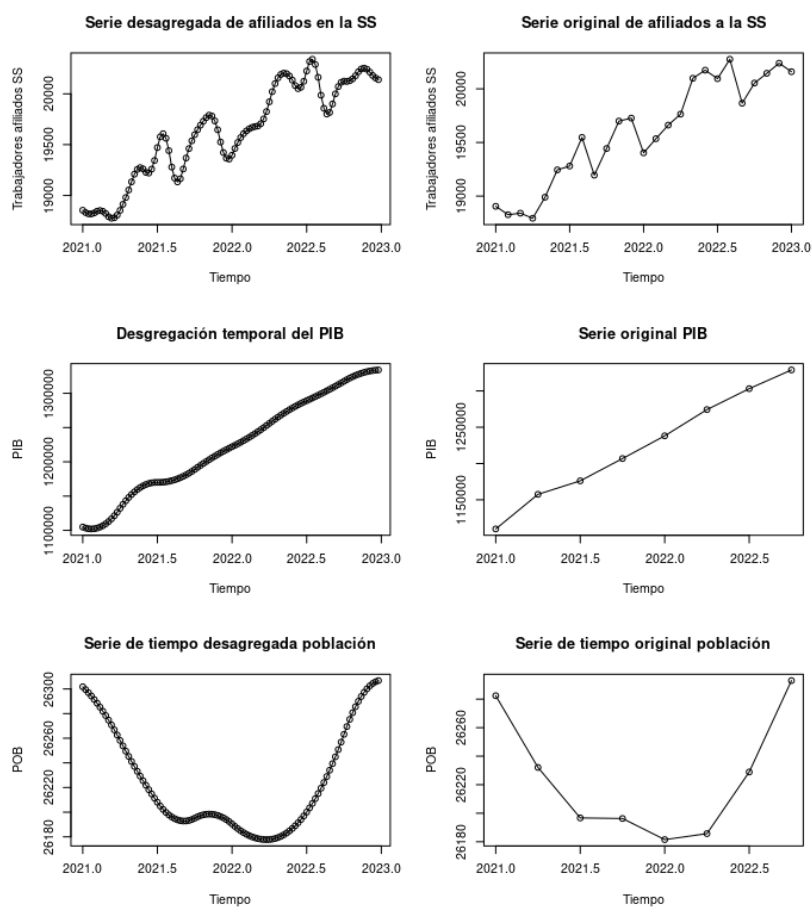 Serie desagregada de afiliados en la SS
Trabajadores afiliados SS
20000
19500
19000
2021.0 2021.5 2022.0 2022.5 2023.0
Tiempo
Serie original de afiliados a la SS
Trabajadores afiliados SS
20000
19500
19000
2021.0 2021.5 2022.0 2022.5 2023.0
Tiempo
Desgregación temporal del PIB
PIB
1300000
1200000
1100000
2021.0 2021.5 2022.0 2022.5 2023.0
Tiempo
Serie original PIB
PIB
1250000
1150000
2021.0 2021.5 2022.0 2022.5
Tiempo
Serie de tiempo desagregada población
POB
26300
26260
26220
26180
2021.0 2021.5 2022.0 2022.5 2023.0
Tiempo
Serie de tiempo original población
POB
26260
26220
26180
2021.0 2021.5 2022.0 2022.5
Tiempo